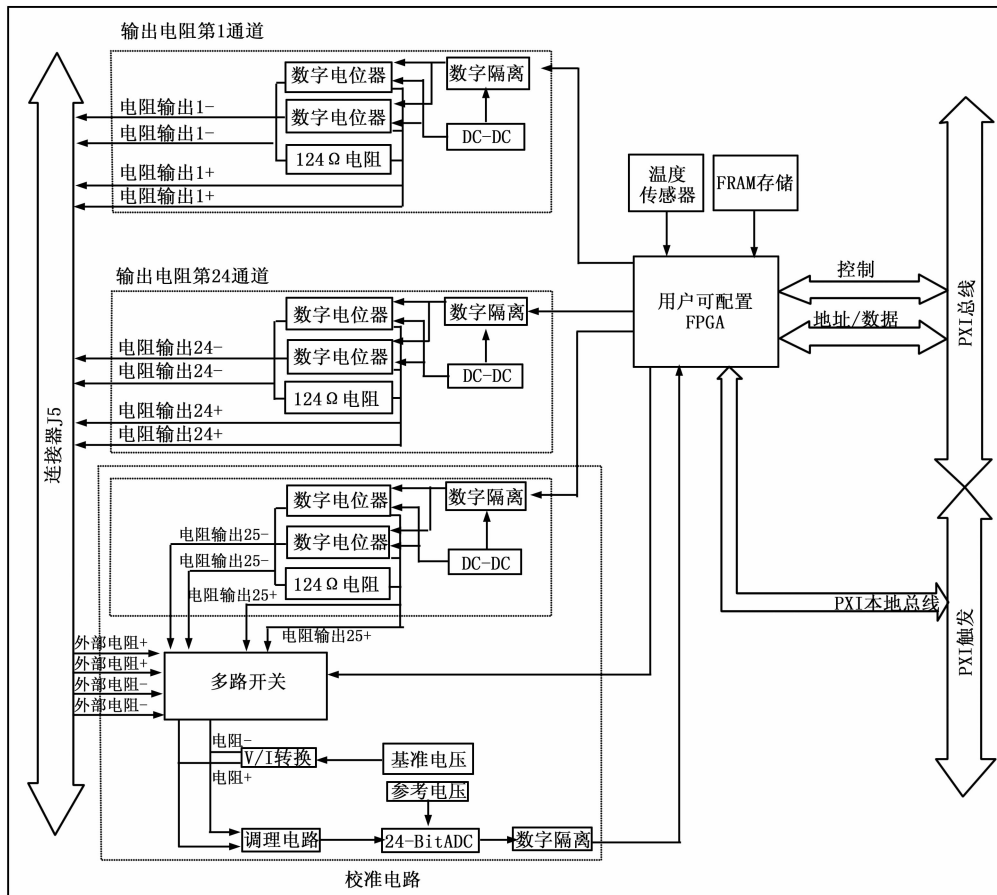 输出电阻第1通道
数字电位器
数字隔离
电阻输出1-
数字电位器
电阻输出1-
DC-DC
124Ω电阻
电阻输出1+
电阻输出1+
温度
传感器
FRAM存储
输出电阻第24通道
控制
用户可配置
FPGA
地址/数据
PXI总线
数字电位器
数字隔离
电阻输出24-
数字电位器
电阻输出24-
DC-DC
124Ω电阻
电阻输出24+
电阻输出24+
连接器J5
数字电位器
数字隔离
电阻输出25-
数字电位器
电阻输出25-
DC-DC
124Ω电阻
电阻输出25+
PXI本地总线
电阻输出25+
PXI触发
外部电阻+
外部电阻+
外部电阻-
外部电阻-
多路开关
电阻-
V/I转换
基准电压
电阻+
参考电压
调理电路
24-BitADC
数字隔离
校准电路